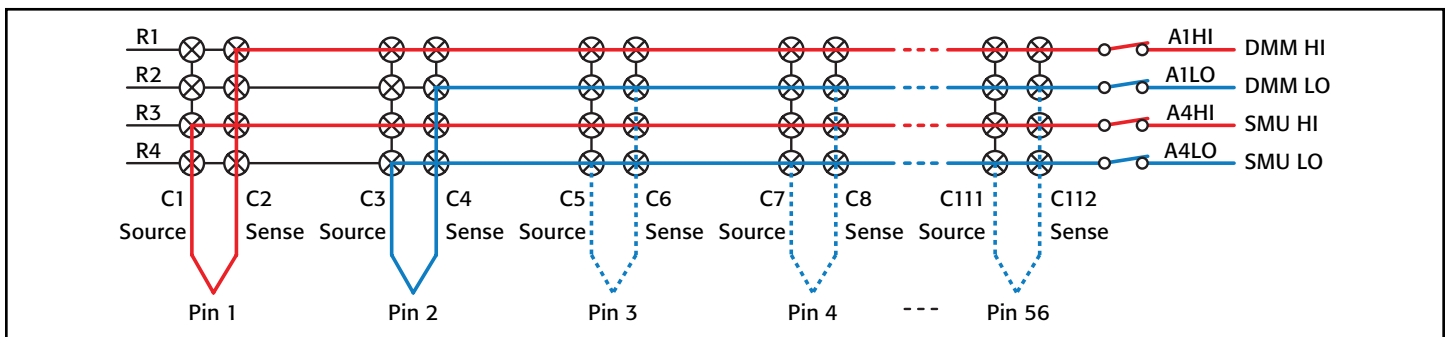 R1 A1HI DMM HI
R2 A1LO DMM LO
R3 A4HI SMU HI
R4 A4LO SMU LO
C1 C2 C3 C4 C5 C6 C7 C8 C111 C112
Source Sense Source Sense Source Sense Source Sense Source Sense
Pin 1 Pin 2 Pin 3 Pin 4 --- Pin 56